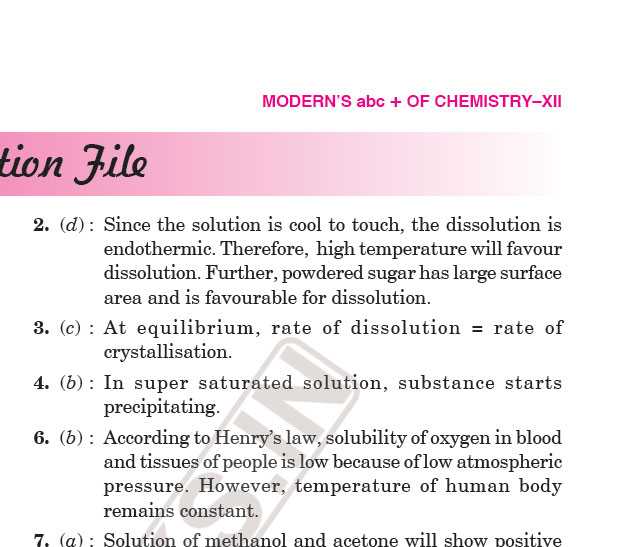 MODERN'S abc + OF CHEMISTRY–XII
tion File
2. (d) : Since the solution is cool to touch, the dissolution is
endothermic. Therefore, high temperature will favour
dissolution. Further, powdered sugar has large surface
area and is favourable for dissolution.
3. (c) : At equilibrium, rate of dissolution = rate of
crystallisation.
4. (b) : In super saturated solution, substance starts
precipitating.
6. (b) : According to Henry's law, solubility of oxygen in blood
and tissues of people is low because of low atmospheric
pressure. However, temperature of human body
remains constant.
7. (a) : Solution of methanol and acetone will show positive
KS.IN